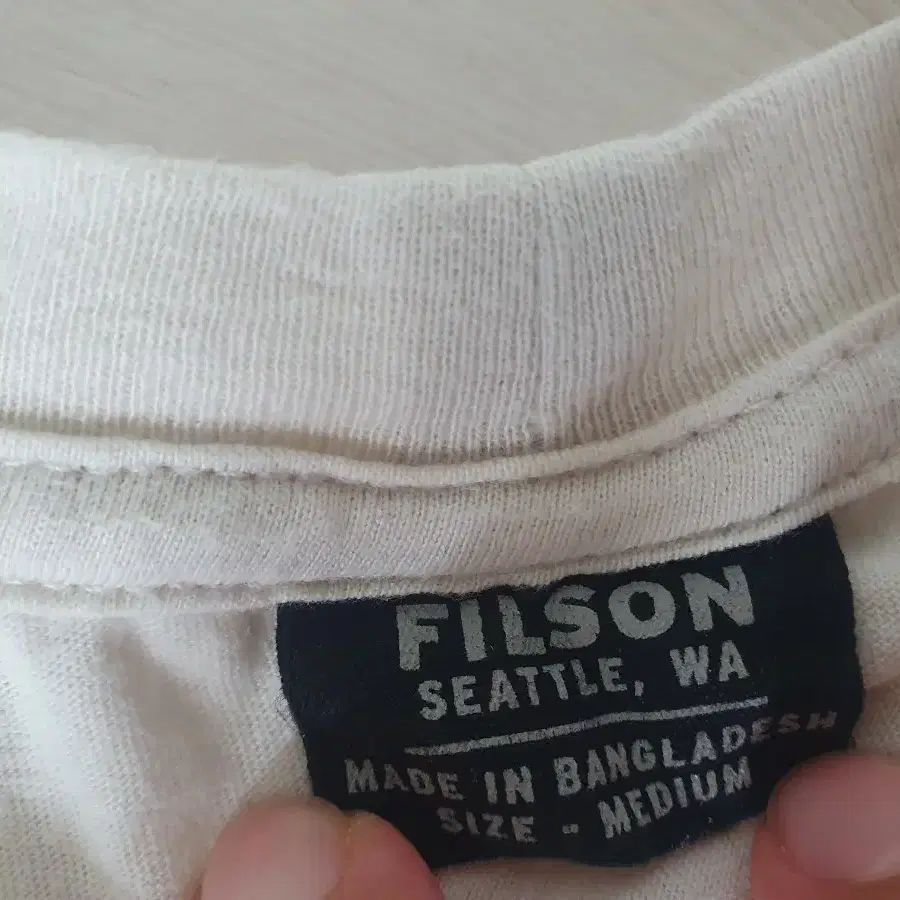 FILSON
SEATTLE, WA
MADE IN BANGLADESH
SIZE - MEDIUM